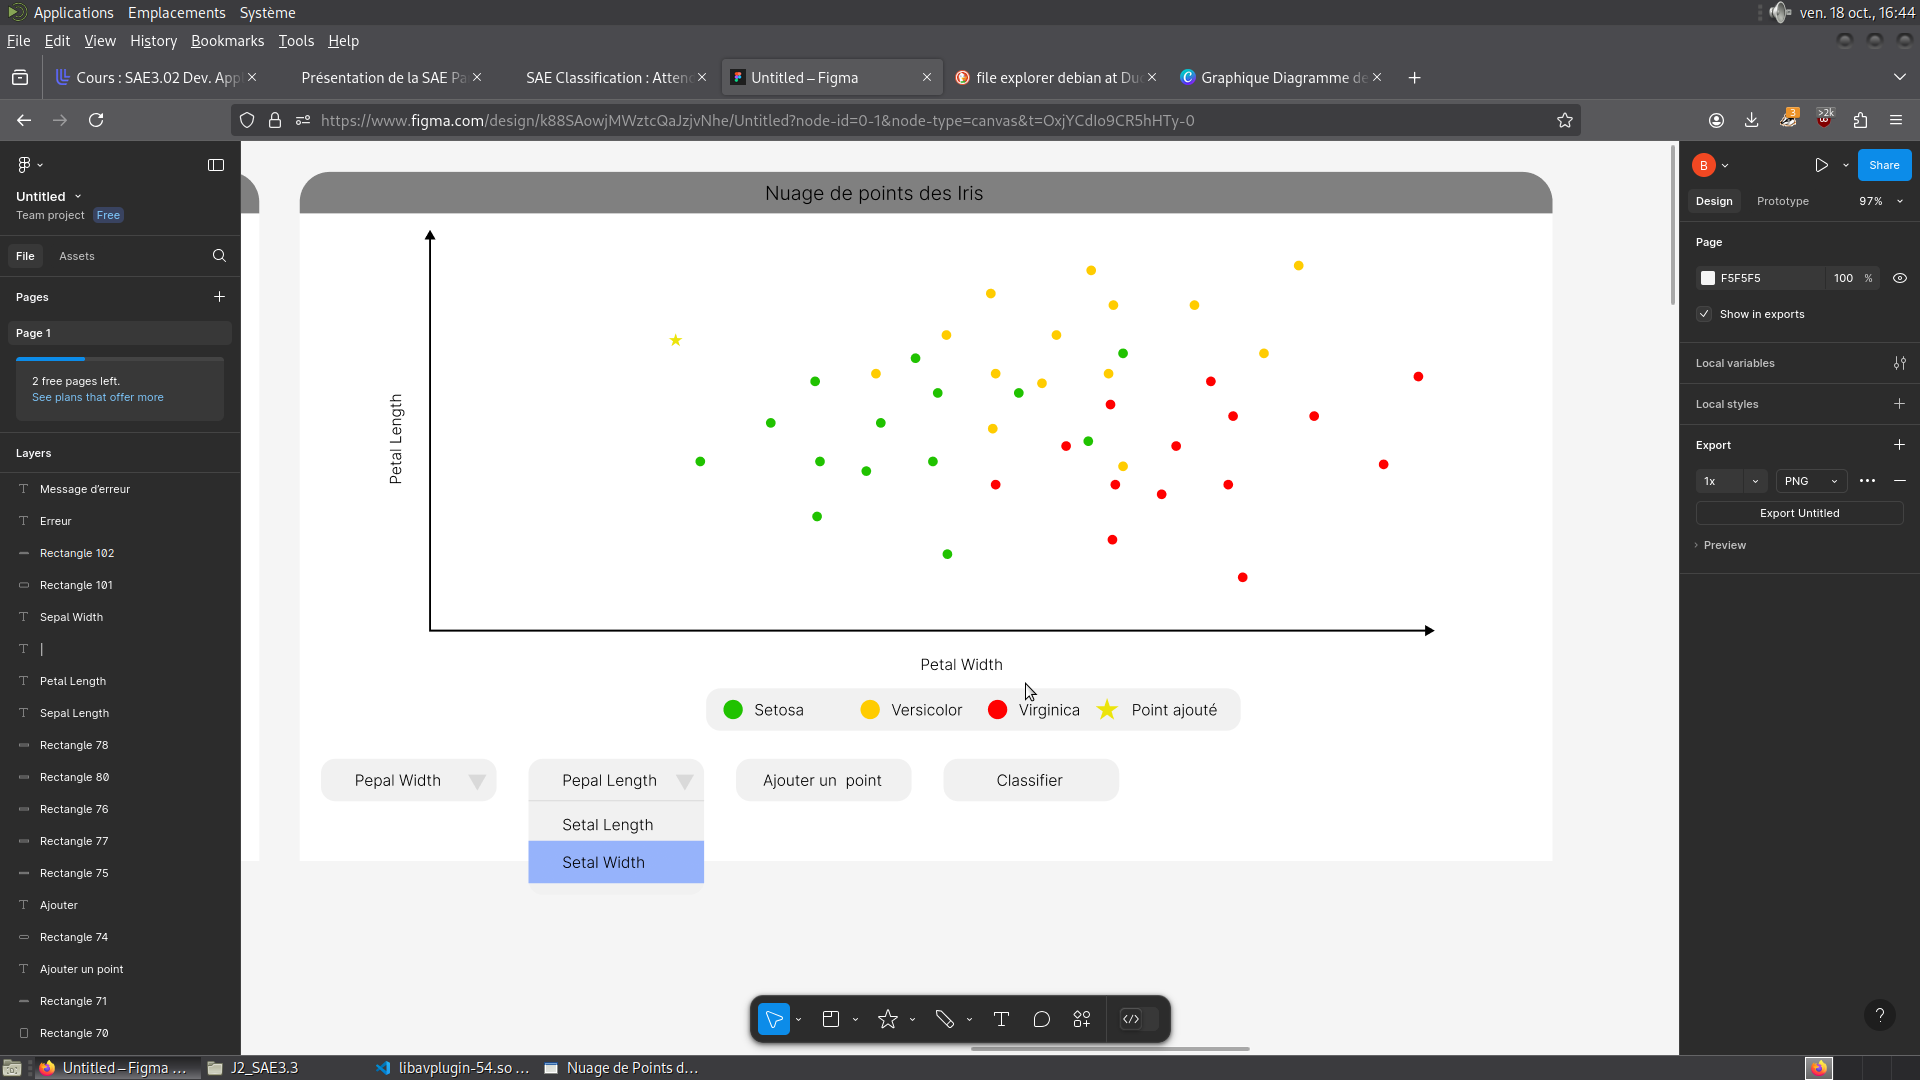 Applications Emplacements Système
ven. 18 oct., 16:44
File Edit View History Bookmarks Tools Help
Cours : SAE3.02 Dev. App
Présentation de la SAE Pa
SAE Classification : Attend
Untitled – Figma
file explorer debian at Duc
Graphique Diagramme de
https://www.figma.com/design/k88SAowjMWztcQaJzjvNhe/Untitled?node-id=0-1&node-type=canvas&t=OxjYCdIo9CR5hHTy-0
3
>2k
Untitled
Team project Free
File Assets
Pages
Page 1
2 free pages left.
See plans that offer more
Layers
Message d'erreur
Erreur
Rectangle 102
Rectangle 101
Sepal Width
|
Petal Length
Sepal Length
Rectangle 78
Rectangle 80
Rectangle 76
Rectangle 77
Rectangle 75
Ajouter
Rectangle 74
Ajouter un point
Rectangle 71
Rectangle 70
Nuage de points des Iris
Petal Length
Petal Width
Setosa Versicolor Virginica Point ajouté
Pepal Width Pepal Length Ajouter un point Classifier
Setal Length
Setal Width
B
Share
Design Prototype 97%
Page
F5F5F5 100 %
Show in exports
Local variables
Local styles
Export
1x PNG
Export Untitled
Preview
?
Untitled – Figma ...
J2_SAE3.3
libavplugin-54.so ...
Nuage de Points d...